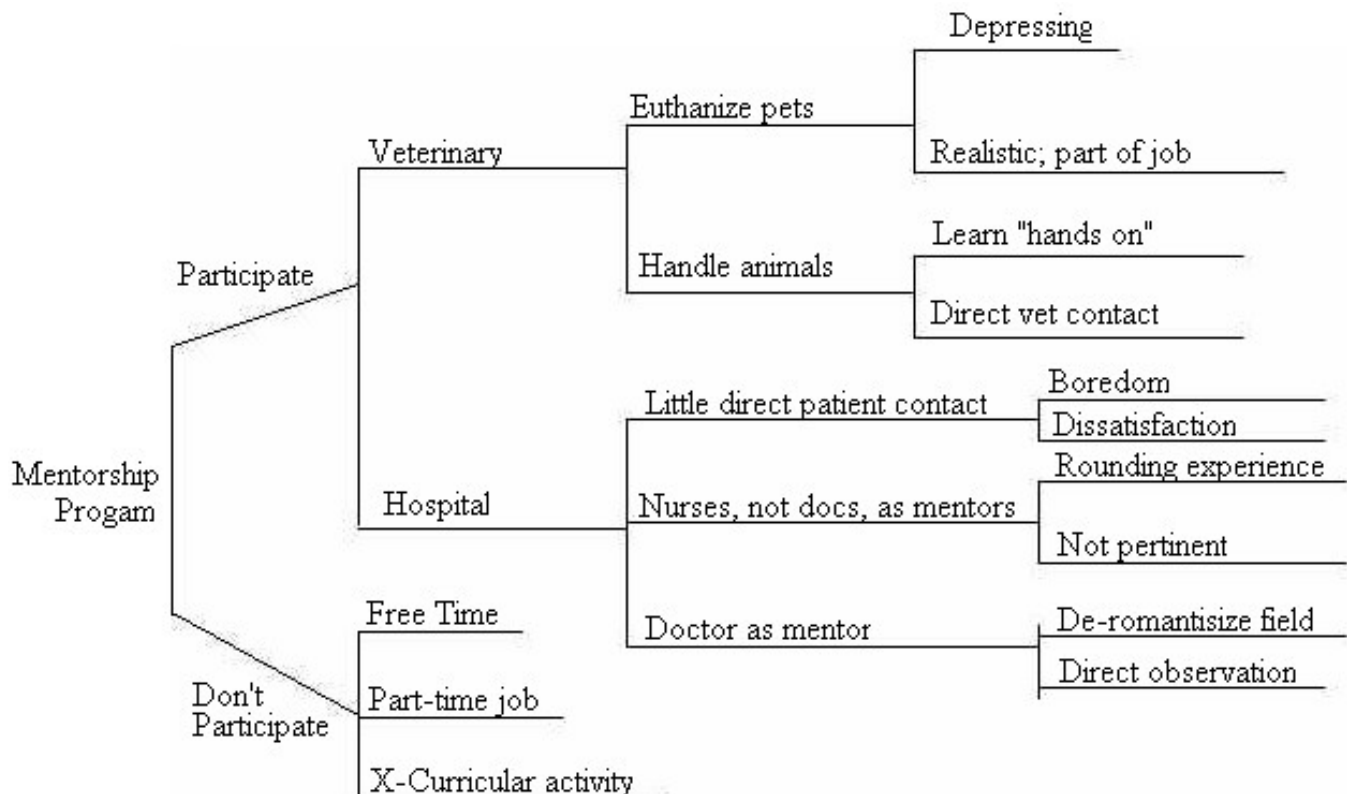 Depressing
Euthanize pets
Veterinary
Realistic; part of job
Learn "hands on"
Participate
Handle animals
Direct vet contact
Boredom
Little direct patient contact
Dissatisfaction
Mentorship
Progam
Rounding experience
Hospital
Nurses, not docs, as mentors
Not pertinent
Free Time
De-romantisize field
Doctor as mentor
Direct observation
Don't
Participate
Part-time job
X-Curricular activity